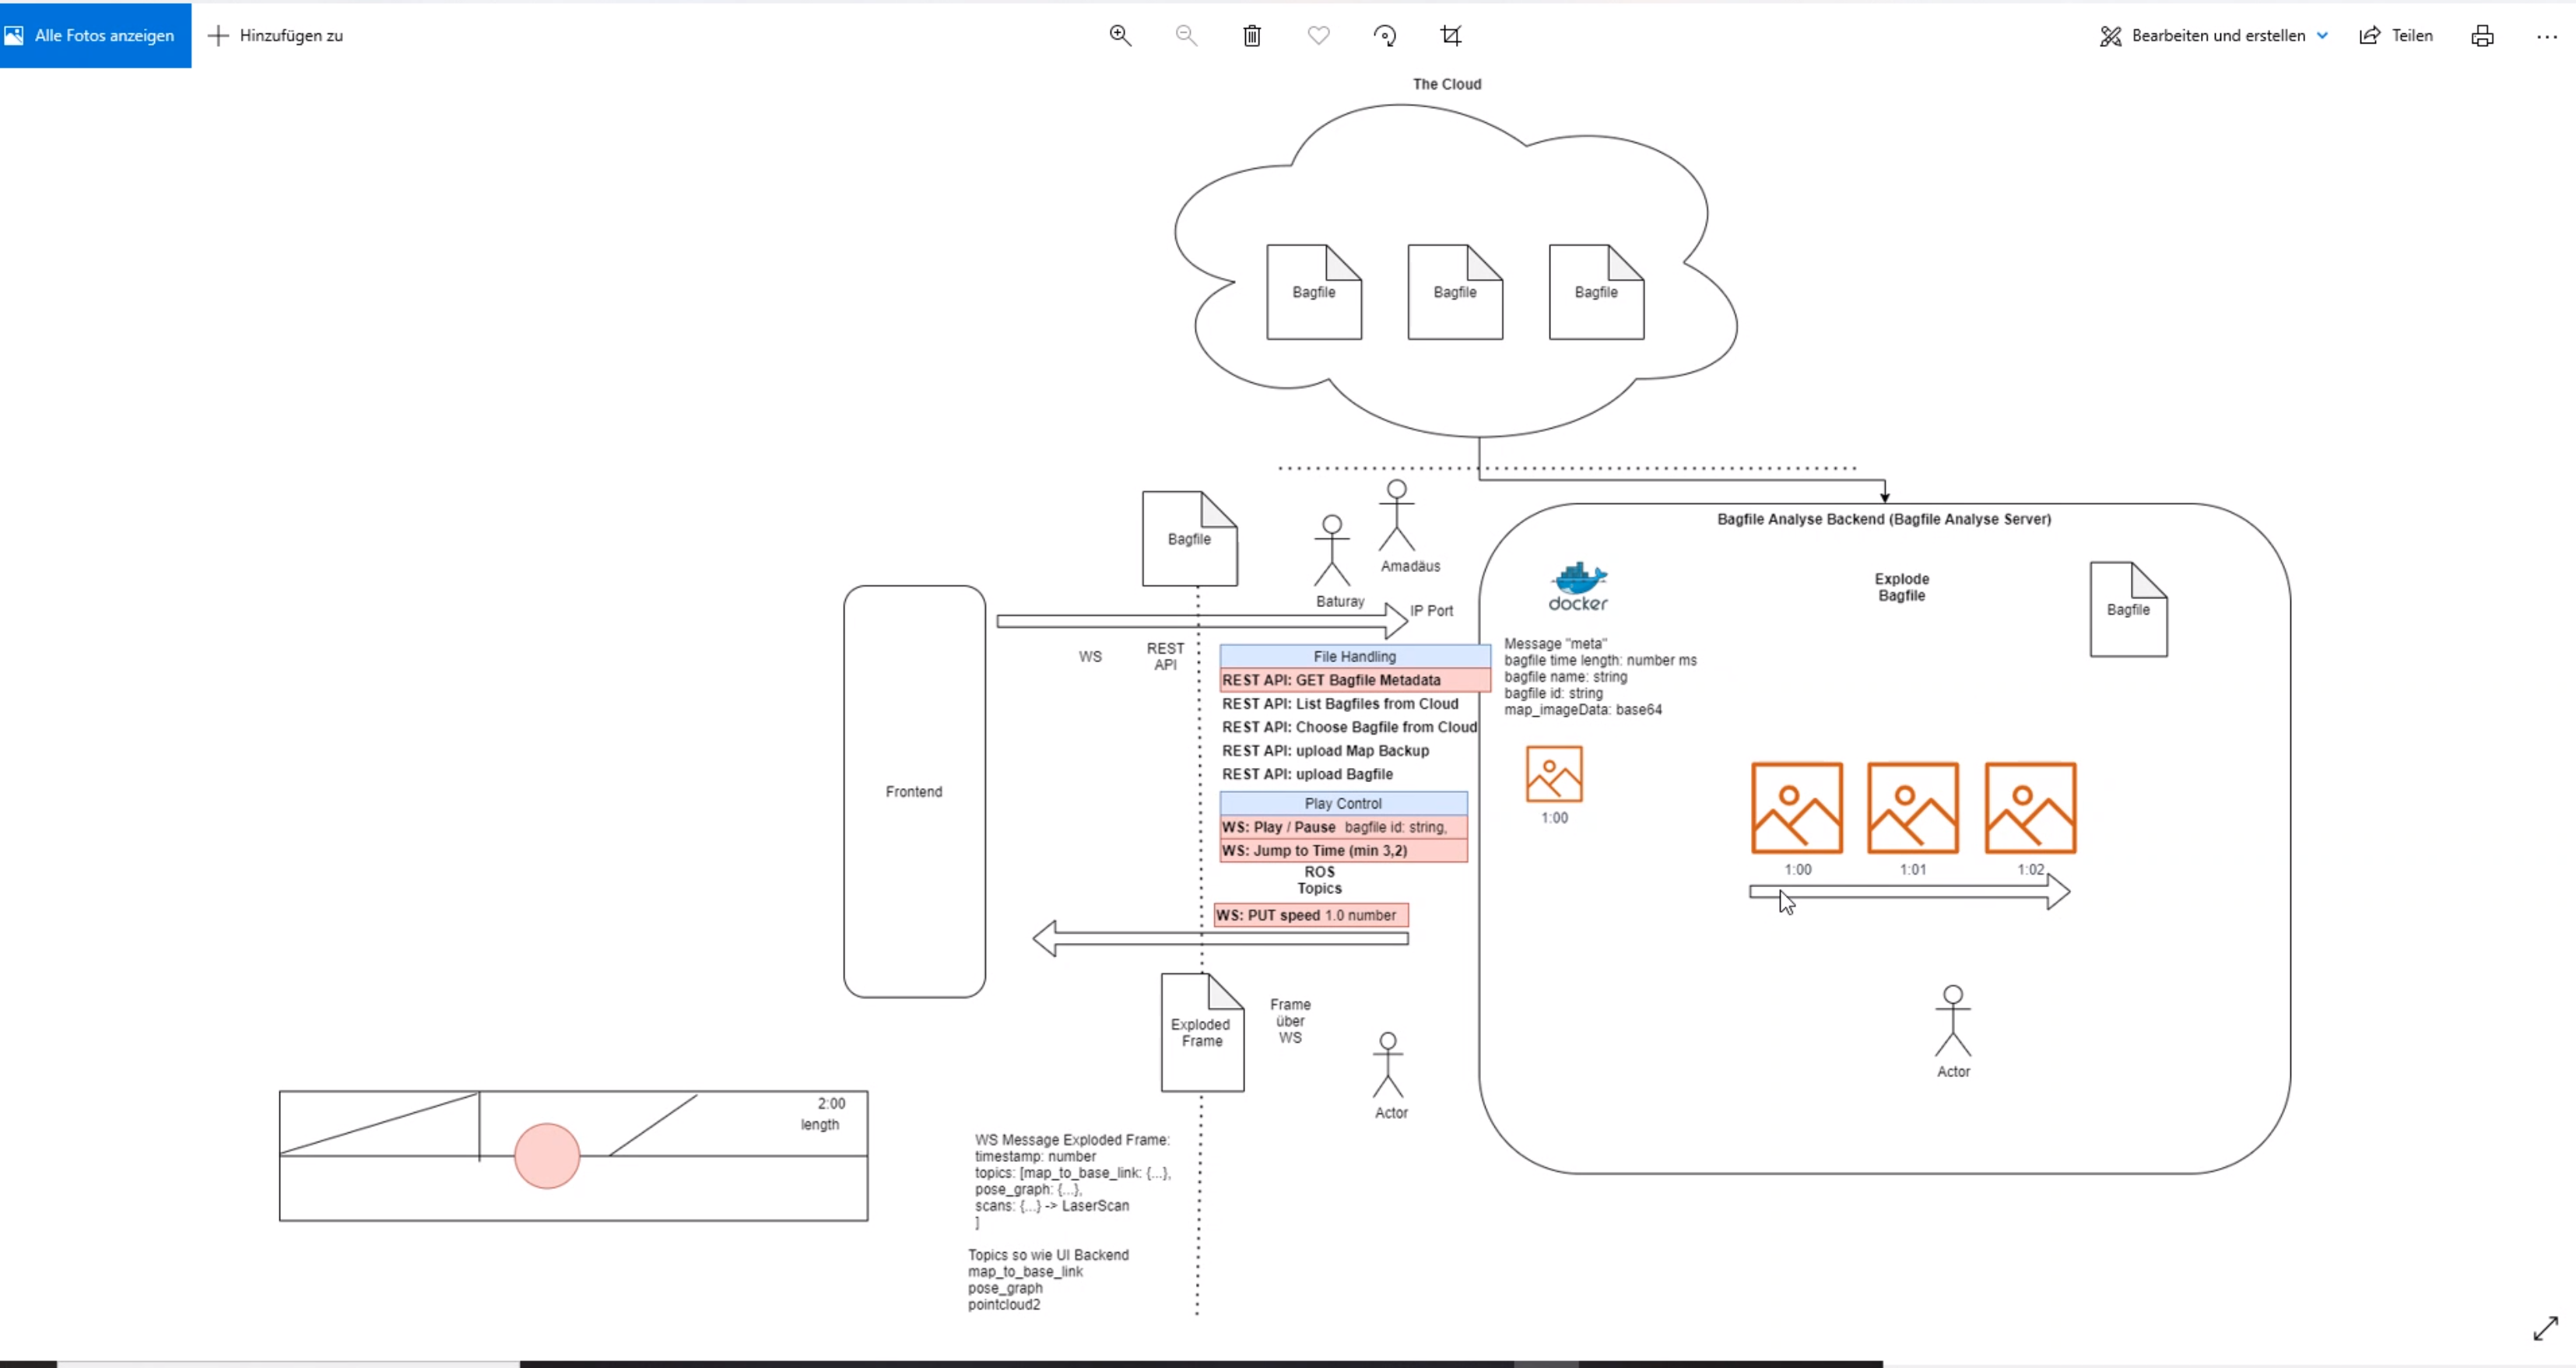 Alle Fotos anzeigen
Hinzufügen zu
Bearbeiten und erstellen
Teilen
The Cloud
Bagfile
Bagfile
Bagfile
Bagfile
Amadäus
Baturay
IP Port
WS
REST
API
Frontend
File Handling
REST API: GET Bagfile Metadata
REST API: List Bagfiles from Cloud
REST API: Choose Bagfile from Cloud
REST API: upload Map Backup
REST API: upload Bagfile
Play Control
WS: Play / Pause bagfile id: string,
WS: Jump to Time (min 3,2)
ROS
Topics
WS: PUT speed 1.0 number
Exploded
Frame
Frame
über
WS
Actor
Bagfile Analyse Backend (Bagfile Analyse Server)
docker
Explode
Bagfile
Bagfile
Message "meta"
bagfile time length: number ms
bagfile name: string
bagfile id: string
map_imageData: base64
1:00
1:00
1:01
1:02
Actor
2:00
length
WS Message Exploded Frame:
timestamp: number
topics: [map_to_base_link: {...},
pose_graph: {...},
scans: {...} -> LaserScan
]
Topics so wie UI Backend
map_to_base_link
pose_graph
pointcloud2